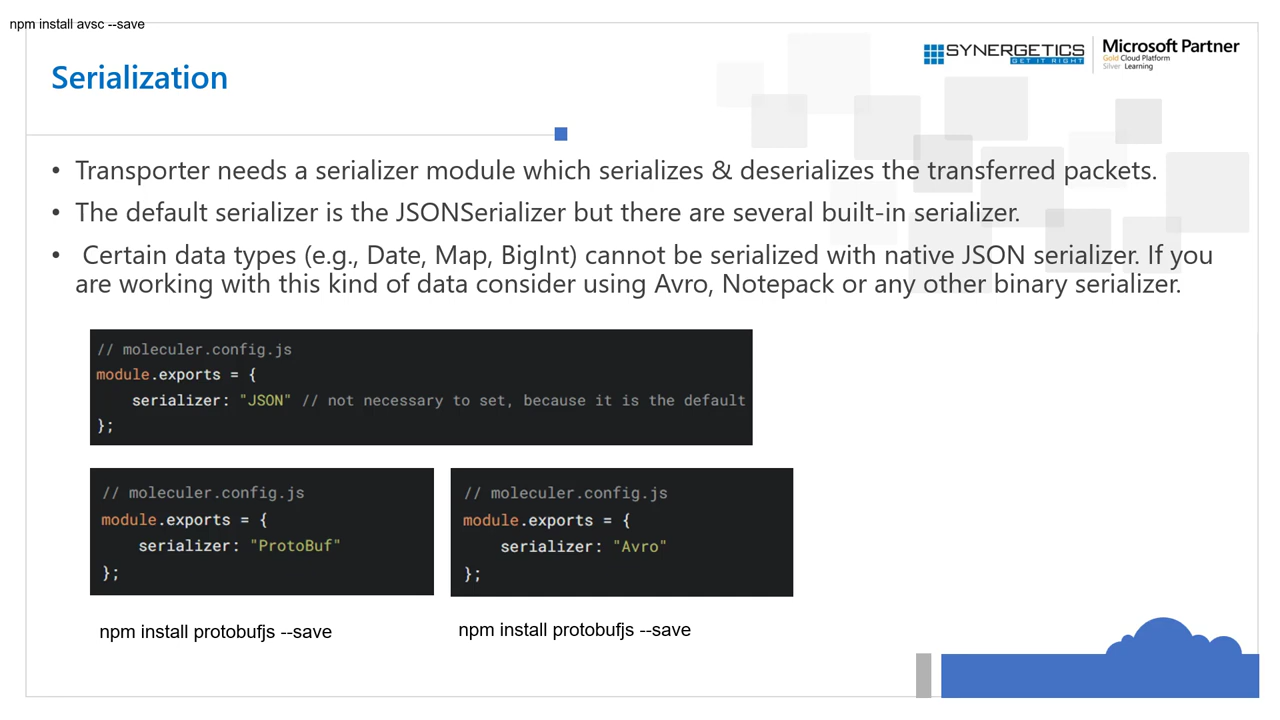 npm install avsc --save
SYNERGETICS
GET IT RIGHT
Microsoft Partner
Gold Cloud Platform
Silver Learning
Serialization
• Transporter needs a serializer module which serializes & deserializes the transferred packets.
• The default serializer is the JSONSerializer but there are several built-in serializer.
• Certain data types (e.g., Date, Map, BigInt) cannot be serialized with native JSON serializer. If you
are working with this kind of data consider using Avro, Notepack or any other binary serializer.
// moleculer.config.js
module.exports = {
serializer: "JSON" // not necessary to set, because it is the default
};
// moleculer.config.js
module.exports = {
serializer: "ProtoBuf"
};
npm install protobufjs --save
// moleculer.config.js
module.exports = {
serializer: "Avro"
};
npm install protobufjs --save